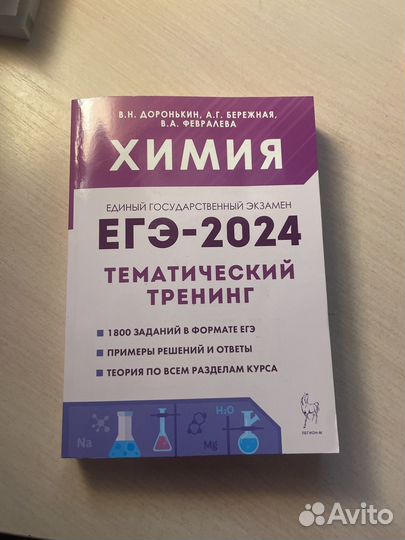 В.Н. ДОРОНЬКИН, А.Г. БЕРЕЖНАЯ,
В.А. ФЕВРАЛЕВА
ХИМИЯ
ЕДИНЫЙ ГОСУДАРСТВЕННЫЙ ЭКЗАМЕН
ЕГЭ-2024
ТЕМАТИЧЕСКИЙ
ТРЕНИНГ
1800 ЗАДАНИЙ В ФОРМАТЕ ЕГЭ
ПРИМЕРЫ РЕШЕНИЙ И ОТВЕТЫ
ТЕОРИЯ ПО ВСЕМ РАЗДЕЛАМ КУРСА
Na
Mg
H₂O
ЛЕГИОН-М
Avito